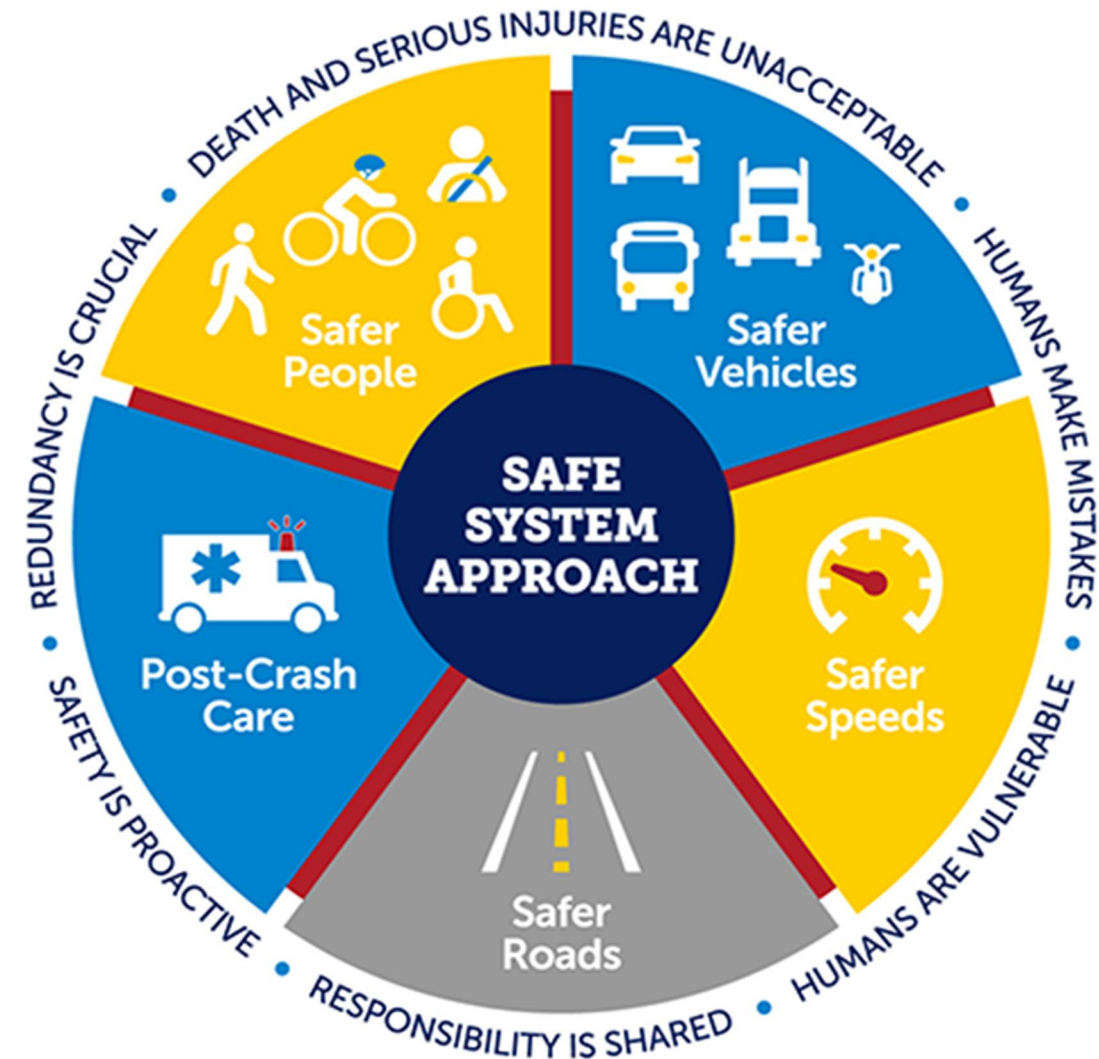 DEATH AND SERIOUS INJURIES ARE UNACCEPTABLE
HUMANS MAKE MISTAKES
HUMANS ARE VULNERABLE
RESPONSIBILITY IS SHARED
SAFETY IS PROACTIVE
REDUNDANCY IS CRUCIAL
Safer
People
Safer
Vehicles
SAFE
SYSTEM
APPROACH
Post-Crash
Care
Safer
Speeds
Safer
Roads